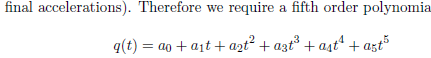 final accelerations). Therefore we require a fifth order polynomia
q(t) = a₀ + a₁t + a₂t² + a₃t³ + a₄t⁴ + a₅t⁵